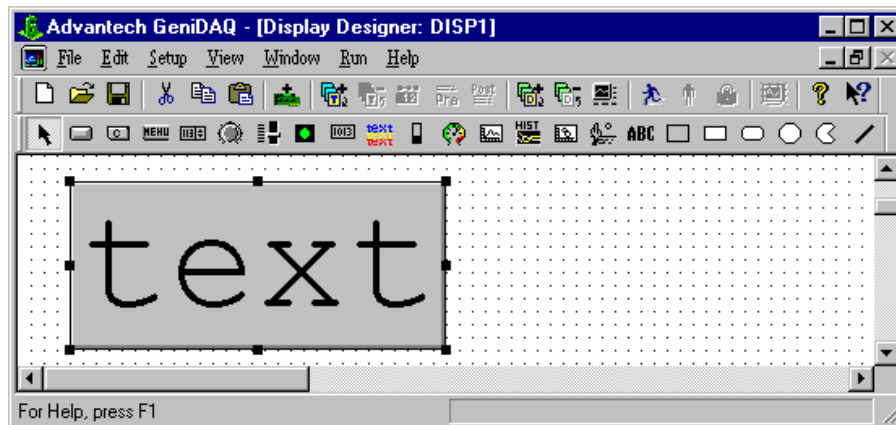 Advantech GeniDAQ - [Display Designer: DISP1]
File Edit Setup View Window Run Help
Pre Post
C MENU text text HIST ABC
text
For Help, press F1